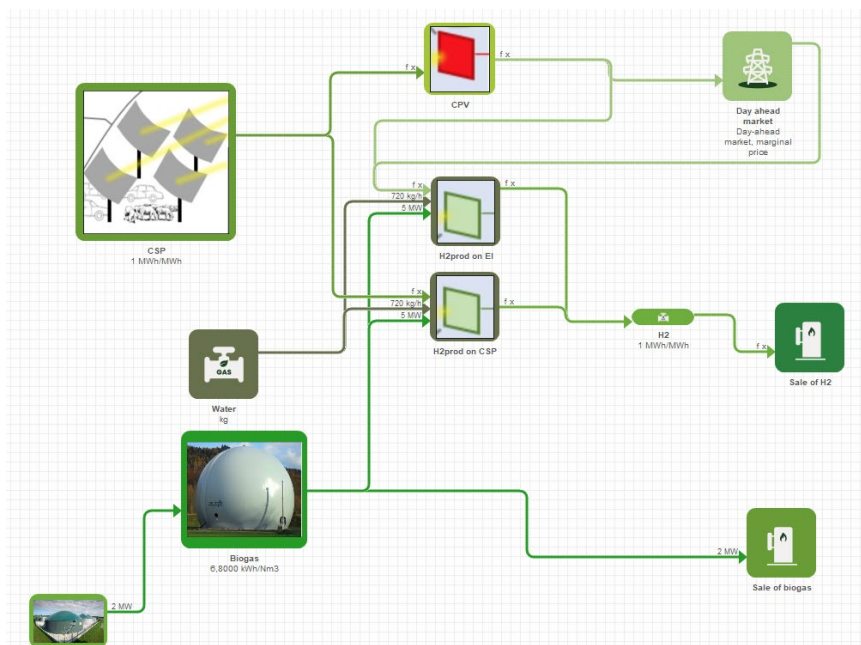 f x
f x
CPV
Day ahead
market
Day-ahead
market, marginal
price
CSP
1 MWh/MWh
f x
720 kg/h
5 MW
f x
H2prod on El
f x
720 kg/h
5 MW
f x
H2prod on CSP
H2
1 MWh/MWh
f x
Sale of H2
GAS
Water
kg
Biogas
6,8000 kWh/Nm3
2 MW
Sale of biogas
2 MW